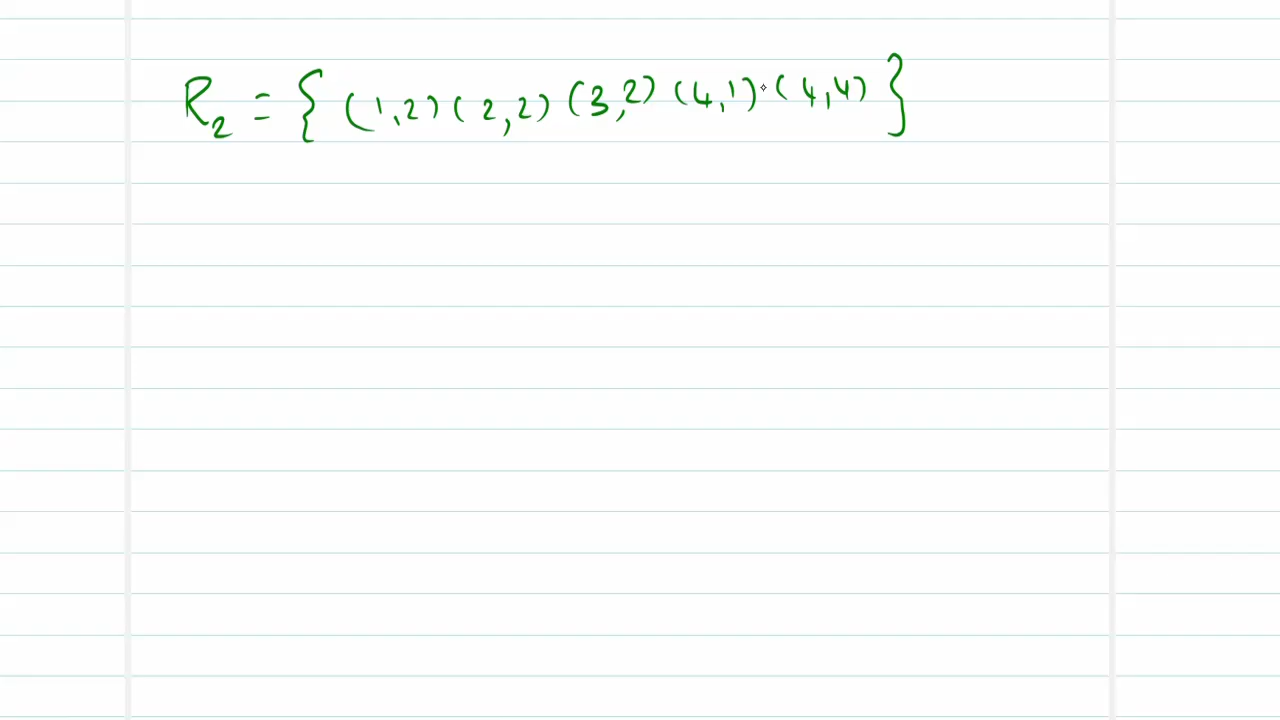 R₂ = { (1,2) (2,2) (3,2) (4,1) (4,4) }